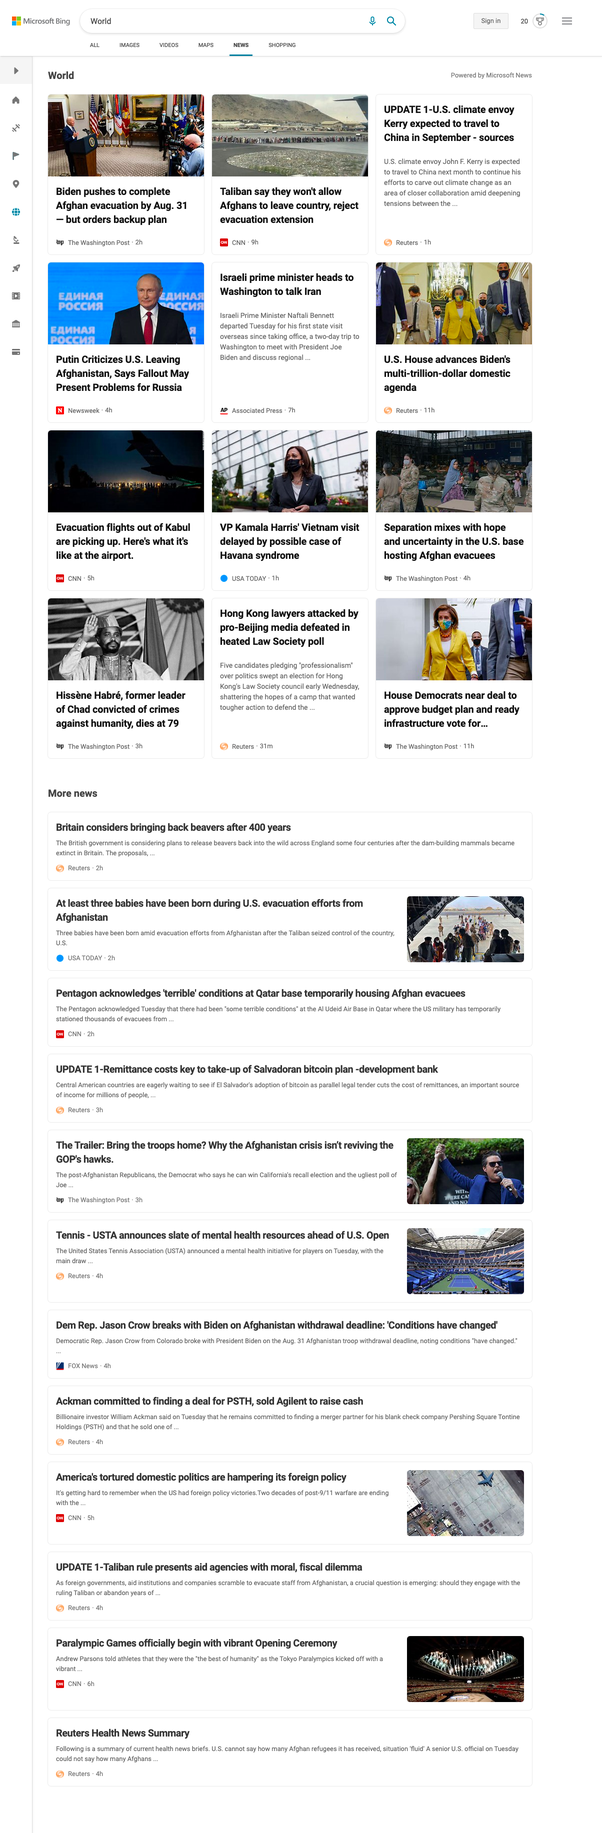 Microsoft Bing
World
Sign in
20
ALL
IMAGES
VIDEOS
MAPS
NEWS
SHOPPING
World
Powered by Microsoft News
Biden pushes to complete
Afghan evacuation by Aug. 31
— but orders backup plan
wp The Washington Post · 2h
Taliban say they won't allow
Afghans to leave country, reject
evacuation extension
CNN CNN · 9h
UPDATE 1-U.S. climate envoy
Kerry expected to travel to
China in September - sources
U.S. climate envoy John F. Kerry is expected
to travel to China next month to continue his
efforts to carve out climate change as an
area of closer collaboration amid deepening
tensions between the ...
Reuters · 1h
ЕДИНАЯ
РОССИЯ
ЕДИНАЯ
РОССИЯ
Putin Criticizes U.S. Leaving
Afghanistan, Says Fallout May
Present Problems for Russia
N Newsweek · 4h
Israeli prime minister heads to
Washington to talk Iran
Israeli Prime Minister Naftali Bennett
departed Tuesday for his first state visit
overseas since taking office, a two-day trip to
Washington to meet with President Joe
Biden and discuss regional ...
AP Associated Press · 7h
U.S. House advances Biden's
multi-trillion-dollar domestic
agenda
Reuters · 11h
Evacuation flights out of Kabul
are picking up. Here's what it's
like at the airport.
CNN CNN · 5h
VP Kamala Harris' Vietnam visit
delayed by possible case of
Havana syndrome
USA TODAY · 1h
Separation mixes with hope
and uncertainty in the U.S. base
hosting Afghan evacuees
wp The Washington Post · 4h
Hissène Habré, former leader
of Chad convicted of crimes
against humanity, dies at 79
wp The Washington Post · 3h
Hong Kong lawyers attacked by
pro-Beijing media defeated in
heated Law Society poll
Five candidates pledging "professionalism"
over politics swept an election for Hong
Kong's Law Society council early Wednesday,
shattering the hopes of a camp that wanted
tougher action to defend the ...
Reuters · 31m
House Democrats near deal to
approve budget plan and ready
infrastructure vote for...
wp The Washington Post · 11h
More news
Britain considers bringing back beavers after 400 years
The British government is considering plans to release beavers back into the wild across England some four centuries after the dam-building mammals became
extinct in Britain. The proposals, ...
Reuters · 2h
At least three babies have been born during U.S. evacuation efforts from
Afghanistan
Three babies have been born amid evacuation efforts from Afghanistan after the Taliban seized control of the country,
U.S.
USA TODAY · 2h
Pentagon acknowledges 'terrible' conditions at Qatar base temporarily housing Afghan evacuees
The Pentagon acknowledged Tuesday that there had been "some terrible conditions" at the Al Udeid Air Base in Qatar where the US military has temporarily
stationed thousands of evacuees from ...
CNN CNN · 2h
UPDATE 1-Remittance costs key to take-up of Salvadoran bitcoin plan -development bank
Central American countries are eagerly waiting to see if El Salvador's adoption of bitcoin as parallel legal tender cuts the cost of remittances, an important source
of income for millions of people, ...
Reuters · 3h
The Trailer: Bring the troops home? Why the Afghanistan crisis isn't reviving the
GOP's hawks.
The post-Afghanistan Republicans, the Democrat who says he can win California's recall election and the ugliest poll of
Joe ...
wp The Washington Post · 3h
Tennis - USTA announces slate of mental health resources ahead of U.S. Open
The United States Tennis Association (USTA) announced a mental health initiative for players on Tuesday, with the
main draw ...
Reuters · 4h
Dem Rep. Jason Crow breaks with Biden on Afghanistan withdrawal deadline: 'Conditions have changed'
Democratic Rep. Jason Crow from Colorado broke with President Biden on the Aug. 31 Afghanistan troop withdrawal deadline, noting conditions "have changed."
...
FOX News · 4h
Ackman committed to finding a deal for PSTH, sold Agilent to raise cash
Billionaire investor William Ackman said on Tuesday that he remains committed to finding a merger partner for his blank check company Pershing Square Tontine
Holdings (PSTH) and that he sold one of ...
Reuters · 4h
America's tortured domestic politics are hampering its foreign policy
It's getting hard to remember when the US had foreign policy victories.Two decades of post-9/11 warfare are ending
with the ...
CNN CNN · 5h
UPDATE 1-Taliban rule presents aid agencies with moral, fiscal dilemma
As foreign governments, aid institutions and companies scramble to evacuate staff from Afghanistan, a crucial question is emerging: should they engage with the
ruling Taliban or abandon years of ...
Reuters · 4h
Paralympic Games officially begin with vibrant Opening Ceremony
Andrew Parsons told athletes that they were the "the best of humanity" as the Tokyo Paralympics kicked off with a
vibrant ...
CNN CNN · 6h
Reuters Health News Summary
Following is a summary of current health news briefs. U.S. cannot say how many Afghan refugees it has received, situation 'fluid' A senior U.S. official on Tuesday
could not say how many Afghans ...
Reuters · 4h